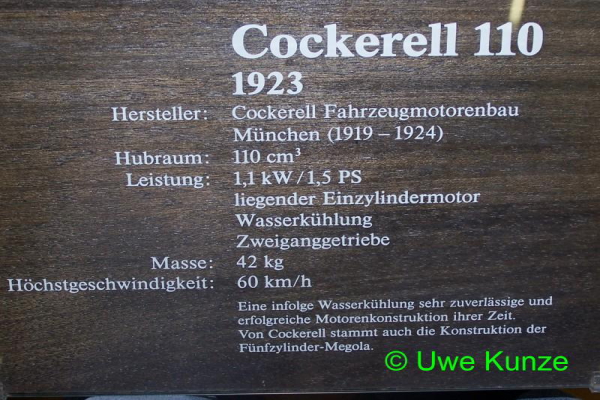 Cockerell 110
1923
Hersteller: Cockerell Fahrzeugmotorenbau
München (1919 – 1924)
Hubraum: 110 cm³
Leistung: 1,1 kW / 1,5 PS
liegender Einzylindermotor
Wasserkühlung
Zweiganggetriebe
Masse: 42 kg
Höchstgeschwindigkeit: 60 km/h
Eine infolge Wasserkühlung sehr zuverlässige und
erfolgreiche Motorenkonstruktion ihrer Zeit.
Von Cockerell stammt auch die Konstruktion der
Fünfzylinder-Megola.
© Uwe Kunze